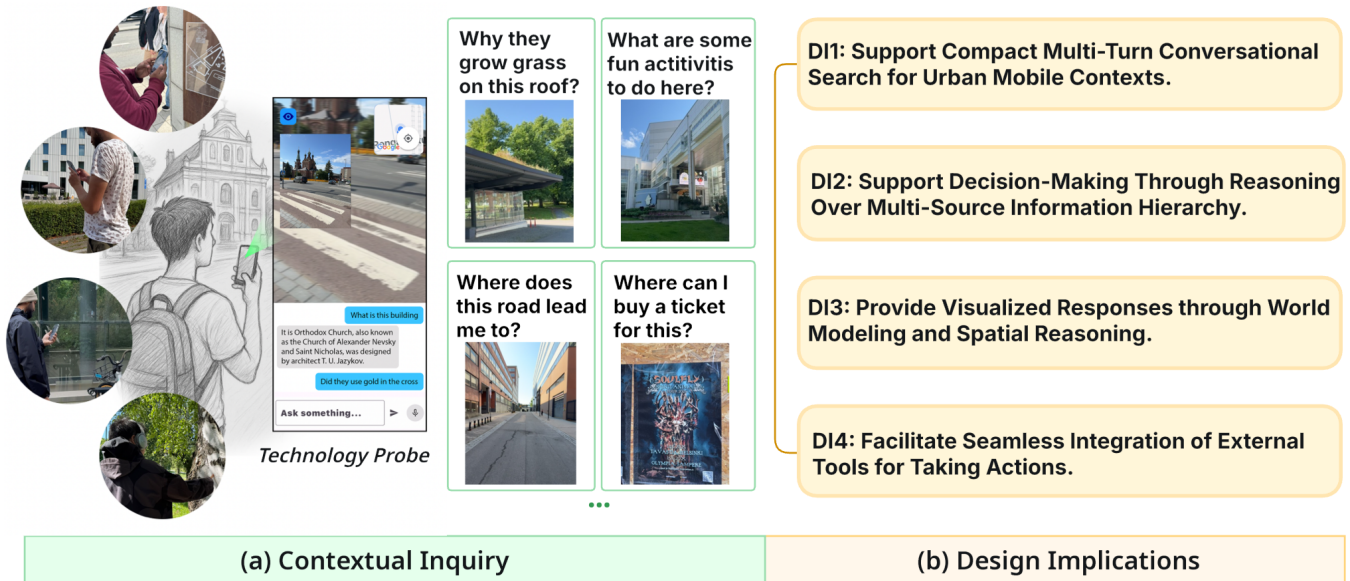 What is this building
It is Orthodox Church, also known
as the Church of Alexander Nevsky
and Saint Nicholas, was designed
by architect T. U. Jazykov.
Did they use gold in the cross
Ask something...
Technology Probe
Why they
grow grass
on this roof?
What are some
fun actitivitis
to do here?
Where does
this road lead
me to?
Where can I
buy a ticket
for this?
SOULFLY
...
(a) Contextual Inquiry
DI1: Support Compact Multi-Turn Conversational
Search for Urban Mobile Contexts.
DI2: Support Decision-Making Through Reasoning
Over Multi-Source Information Hierarchy.
DI3: Provide Visualized Responses through World
Modeling and Spatial Reasoning.
DI4: Facilitate Seamless Integration of External
Tools for Taking Actions.
(b) Design Implications